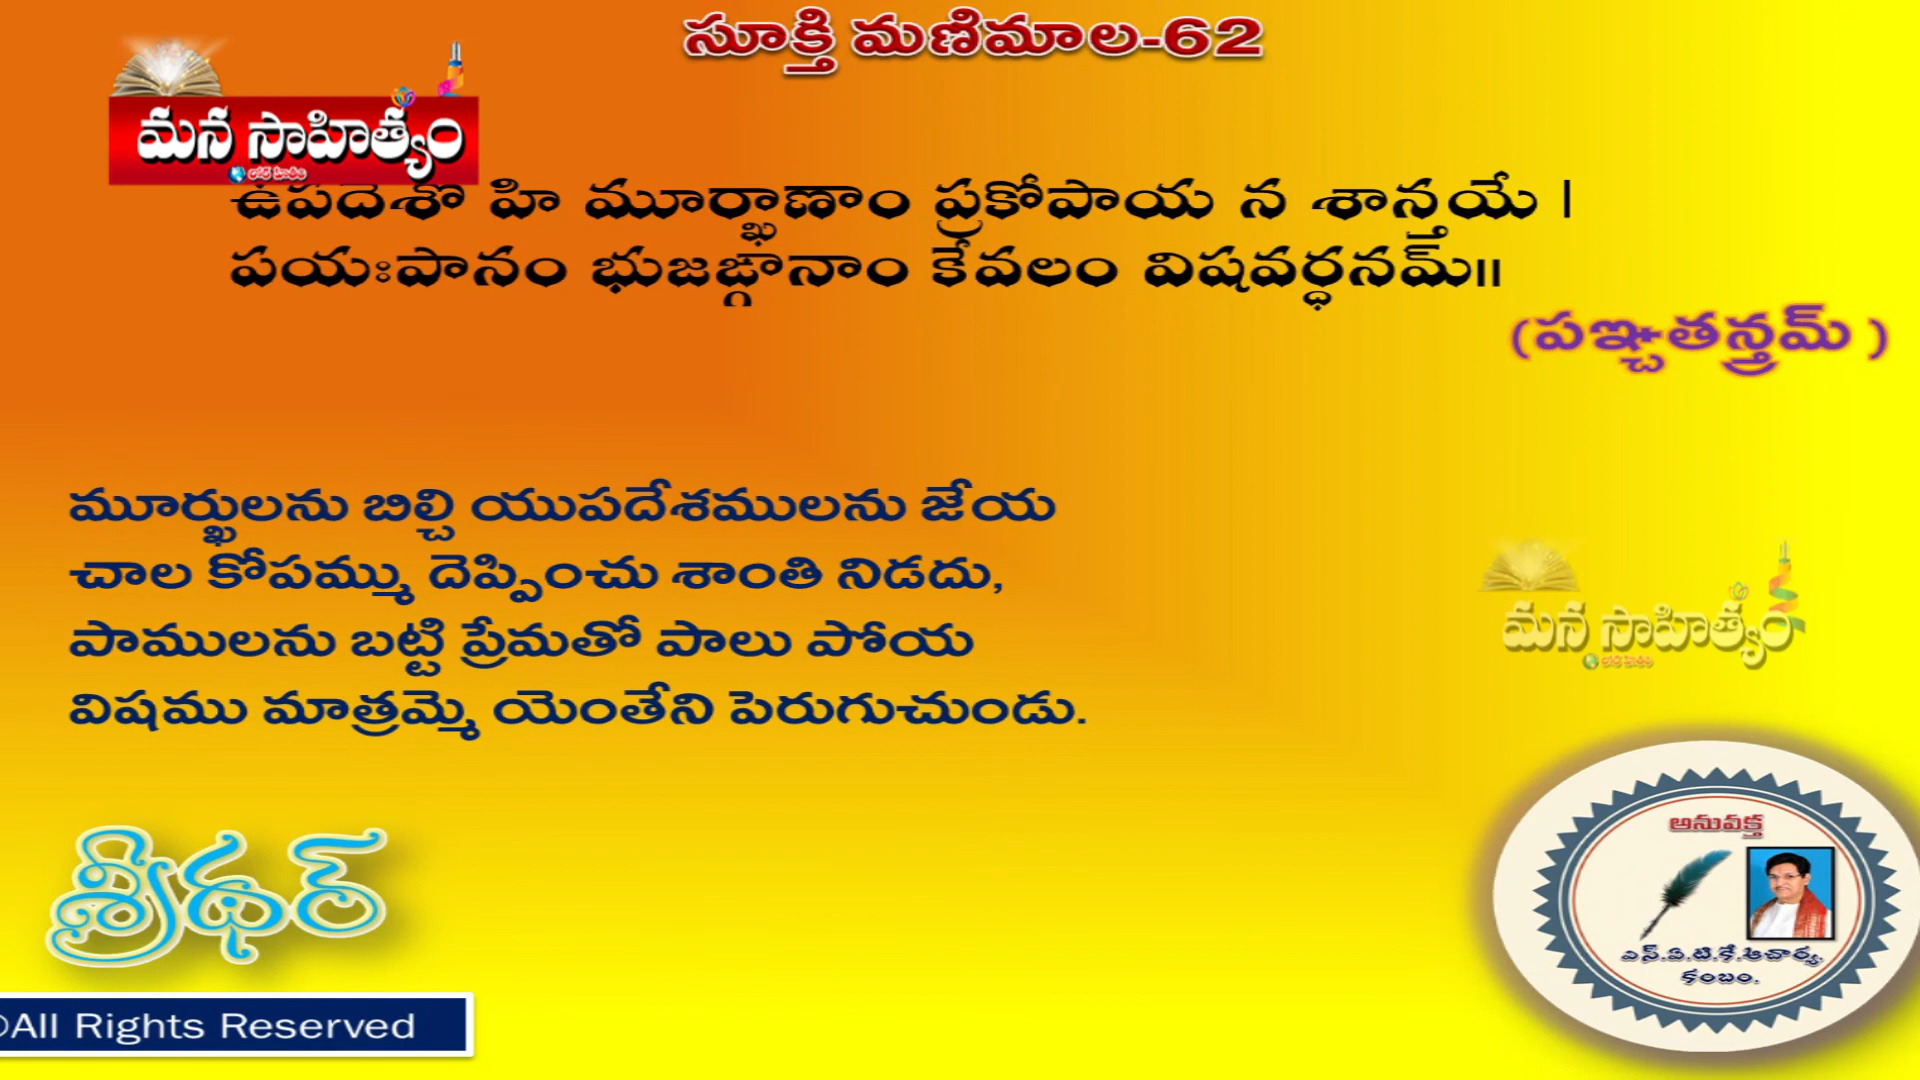 సూక్తి మణిమాల-62
మన సాహిత్యం
ఉపదేశో హి మూర్ఖాణాం ప్రకోపాయ న శాన్తయే |
పయఃపానం భుజఙ్గానాం కేవలం విషవర్ధనమ్॥
(పఞ్చతన్త్రమ్ )
మూర్ఖులను బిల్చి యుపదేశములను జేయ
చాల కోపమ్ము దెప్పించు శాంతి నిడదు,
పాములను బట్టి ప్రేమతో పాలు పోయ
విషము మాత్రమ్మె యెంతేని పెరుగుచుండు.
మన సాహిత్యం
శ్రీధర్
అనువక్త
ఎస్.వి.టి.కే.ఆచార్య,
కంబం.
©All Rights Reserved